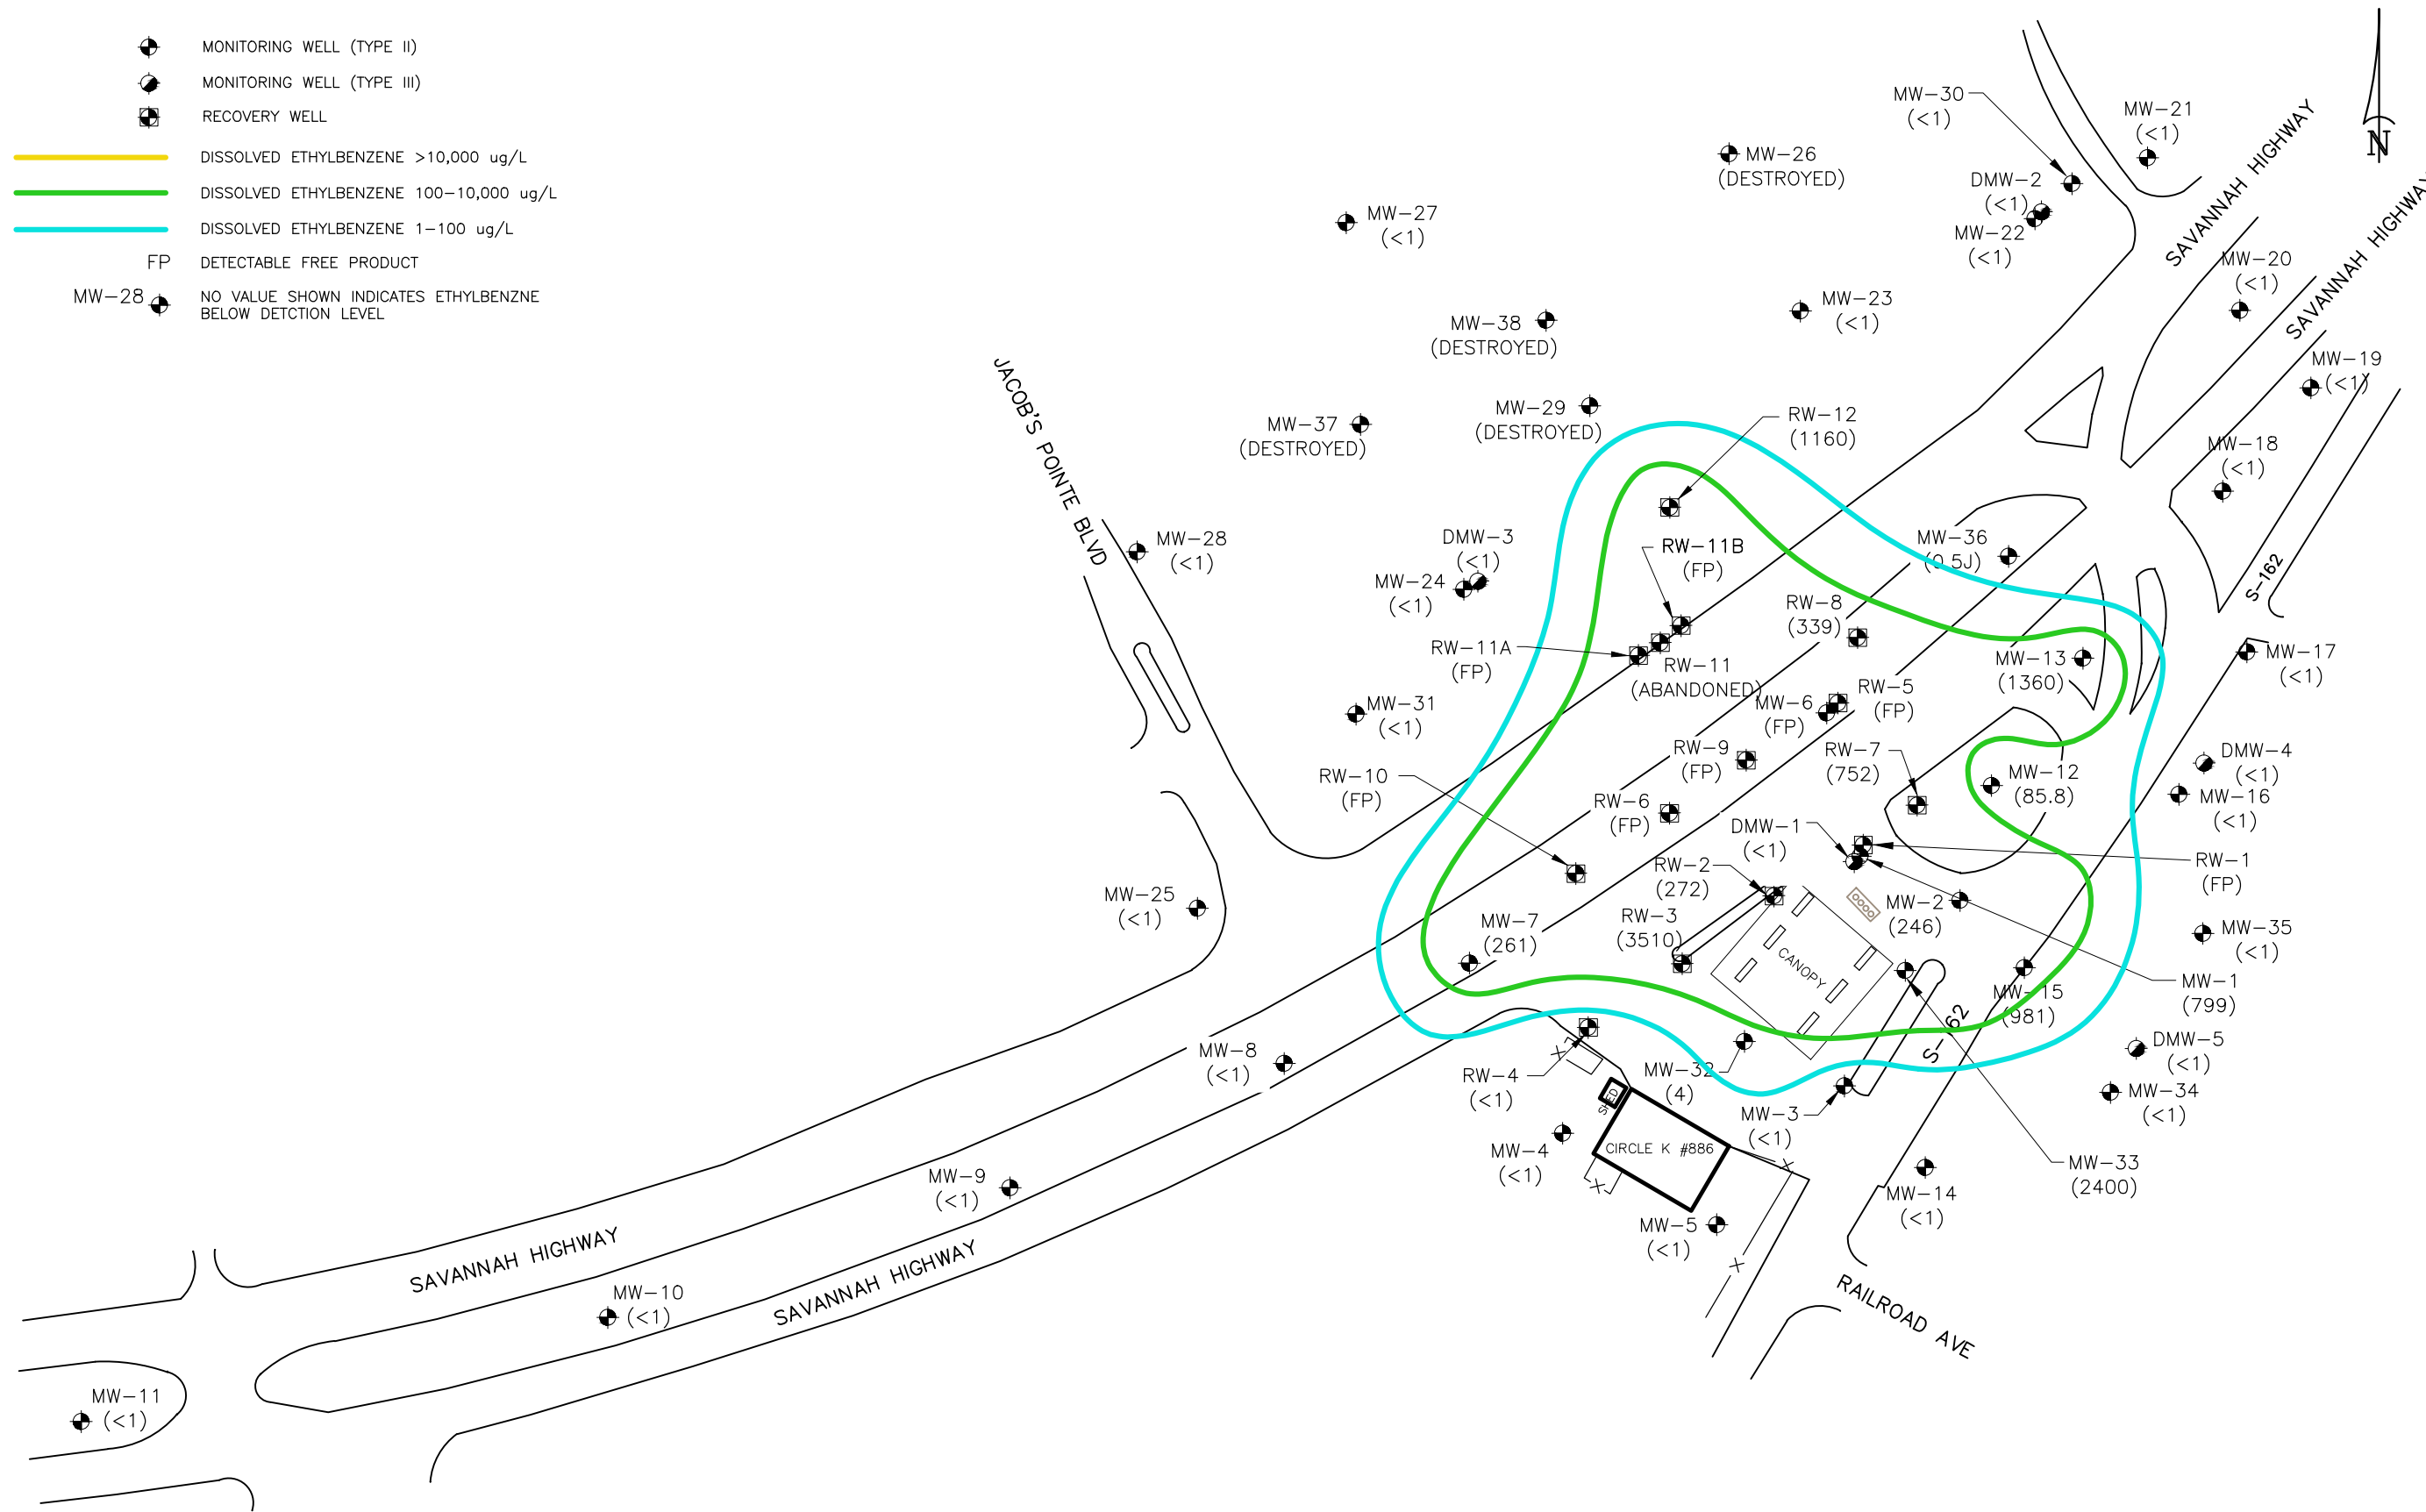 MONITORING WELL (TYPE II)
MONITORING WELL (TYPE III)
RECOVERY WELL
DISSOLVED ETHYLBENZENE >10,000 ug/L
DISSOLVED ETHYLBENZENE 100-10,000 ug/L
DISSOLVED ETHYLBENZENE 1-100 ug/L
FP DETECTABLE FREE PRODUCT
MW-28 NO VALUE SHOWN INDICATES ETHYLBENZNE
BELOW DETCTION LEVEL
N
MW-30
(<1)
MW-21
(<1)
MW-26
(DESTROYED)
DMW-2
(<1)
MW-22
(<1)
SAVANNAH HIGHWAY
SAVANNAH HIGHWAY
MW-27
(<1)
MW-20
(<1)
MW-23
(<1)
MW-38
(DESTROYED)
MW-19
(<1)
JACOB'S POINTE BLVD
MW-37
(DESTROYED)
MW-29
(DESTROYED)
RW-12
(1160)
MW-18
(<1)
MW-28
(<1)
DMW-3
(<1)
MW-24
(<1)
RW-11B
(FP)
MW-36
(0.5J)
S-162
RW-8
(339)
RW-11A
(FP)
RW-11
(ABANDONED)
MW-13
(1360)
MW-17
(<1)
MW-31
(<1)
MW-6
(FP)
RW-5
(FP)
RW-9
(FP)
RW-7
(752)
DMW-4
(<1)
RW-10
(FP)
MW-12
(85.8)
MW-16
(<1)
RW-6
(FP)
DMW-1
(<1)
RW-1
(FP)
RW-2
(272)
MW-25
(<1)
MW-2
(246)
RW-3
(3510)
MW-7
(261)
MW-35
(<1)
CANOPY
MW-1
(799)
MW-15
(981)
S-162
MW-8
(<1)
DMW-5
(<1)
RW-4
(<1)
X
MW-32
(4)
MW-34
(<1)
SHED
MW-3
(<1)
MW-4
(<1)
CIRCLE K #886
X
X
MW-33
(2400)
MW-9
(<1)
MW-14
(<1)
MW-5
(<1)
X
SAVANNAH HIGHWAY
SAVANNAH HIGHWAY
MW-10
(<1)
RAILROAD AVE
MW-11
(<1)